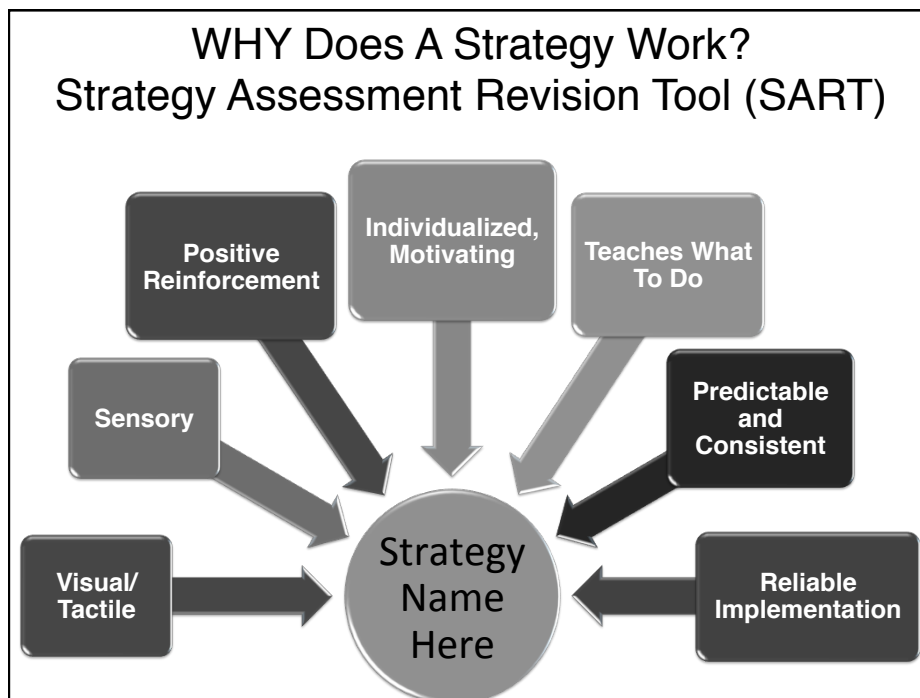 WHY Does A Strategy Work?
Strategy Assessment Revision Tool (SART)
Individualized,
Motivating
Positive
Reinforcement
Teaches What
To Do
Sensory
Predictable
and
Consistent
Visual/
Tactile
Strategy
Name
Here
Reliable
Implementation